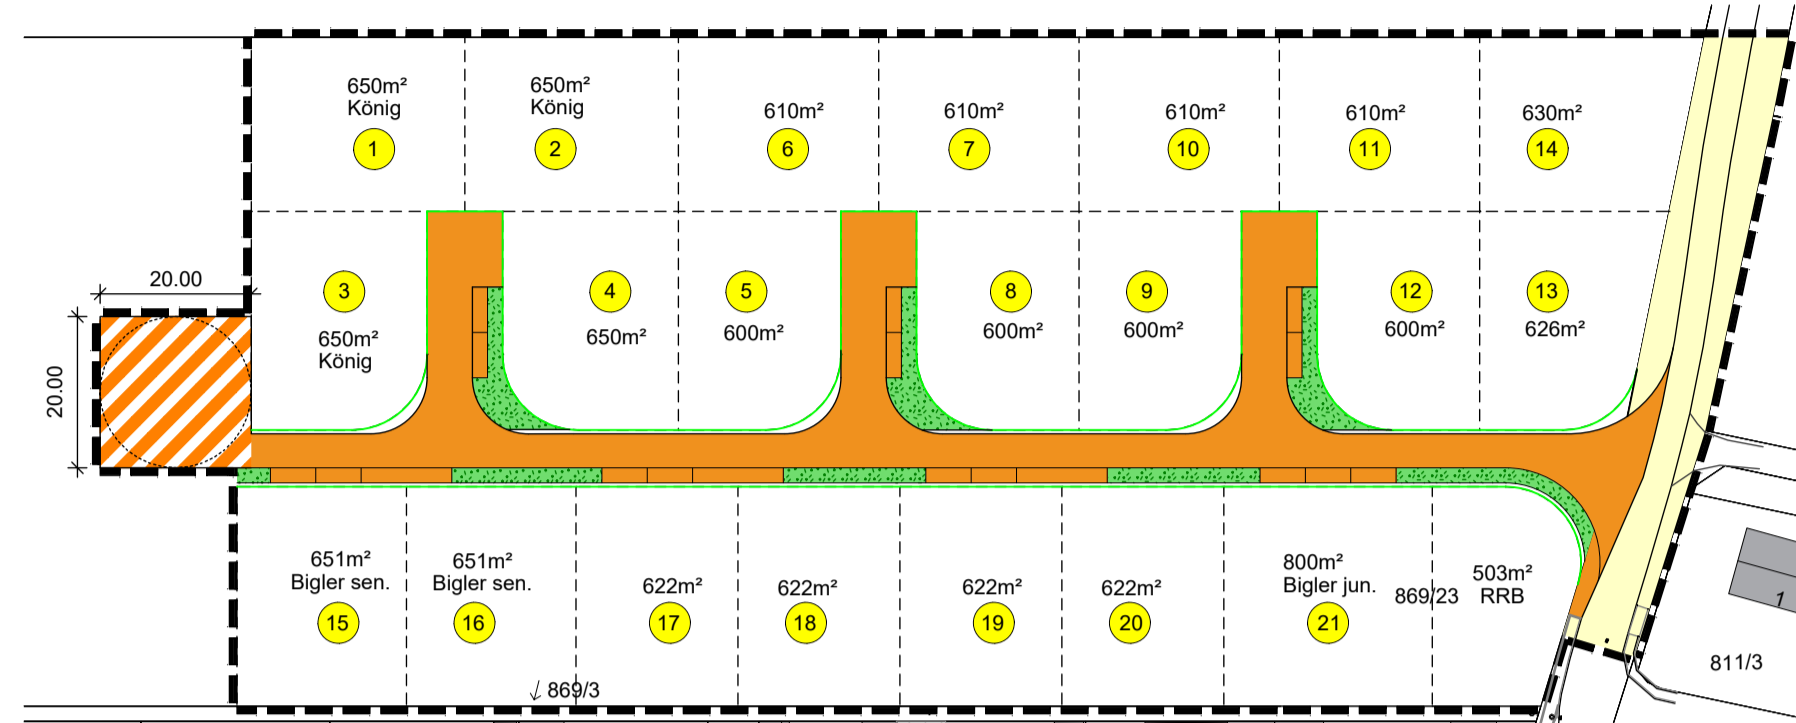 650m²
König
1
650m²
König
2
610m²
6
610m²
7
610m²
10
610m²
11
630m²
14
20.00
20.00
3
650m²
König
4
650m²
5
600m²
8
600m²
9
600m²
12
600m²
13
626m²
651m²
Bigler sen.
15
651m²
Bigler sen.
16
622m²
17
622m²
18
622m²
19
622m²
20
800m²
Bigler jun.
21
869/23
503m²
RRB
869/3
1
811/3